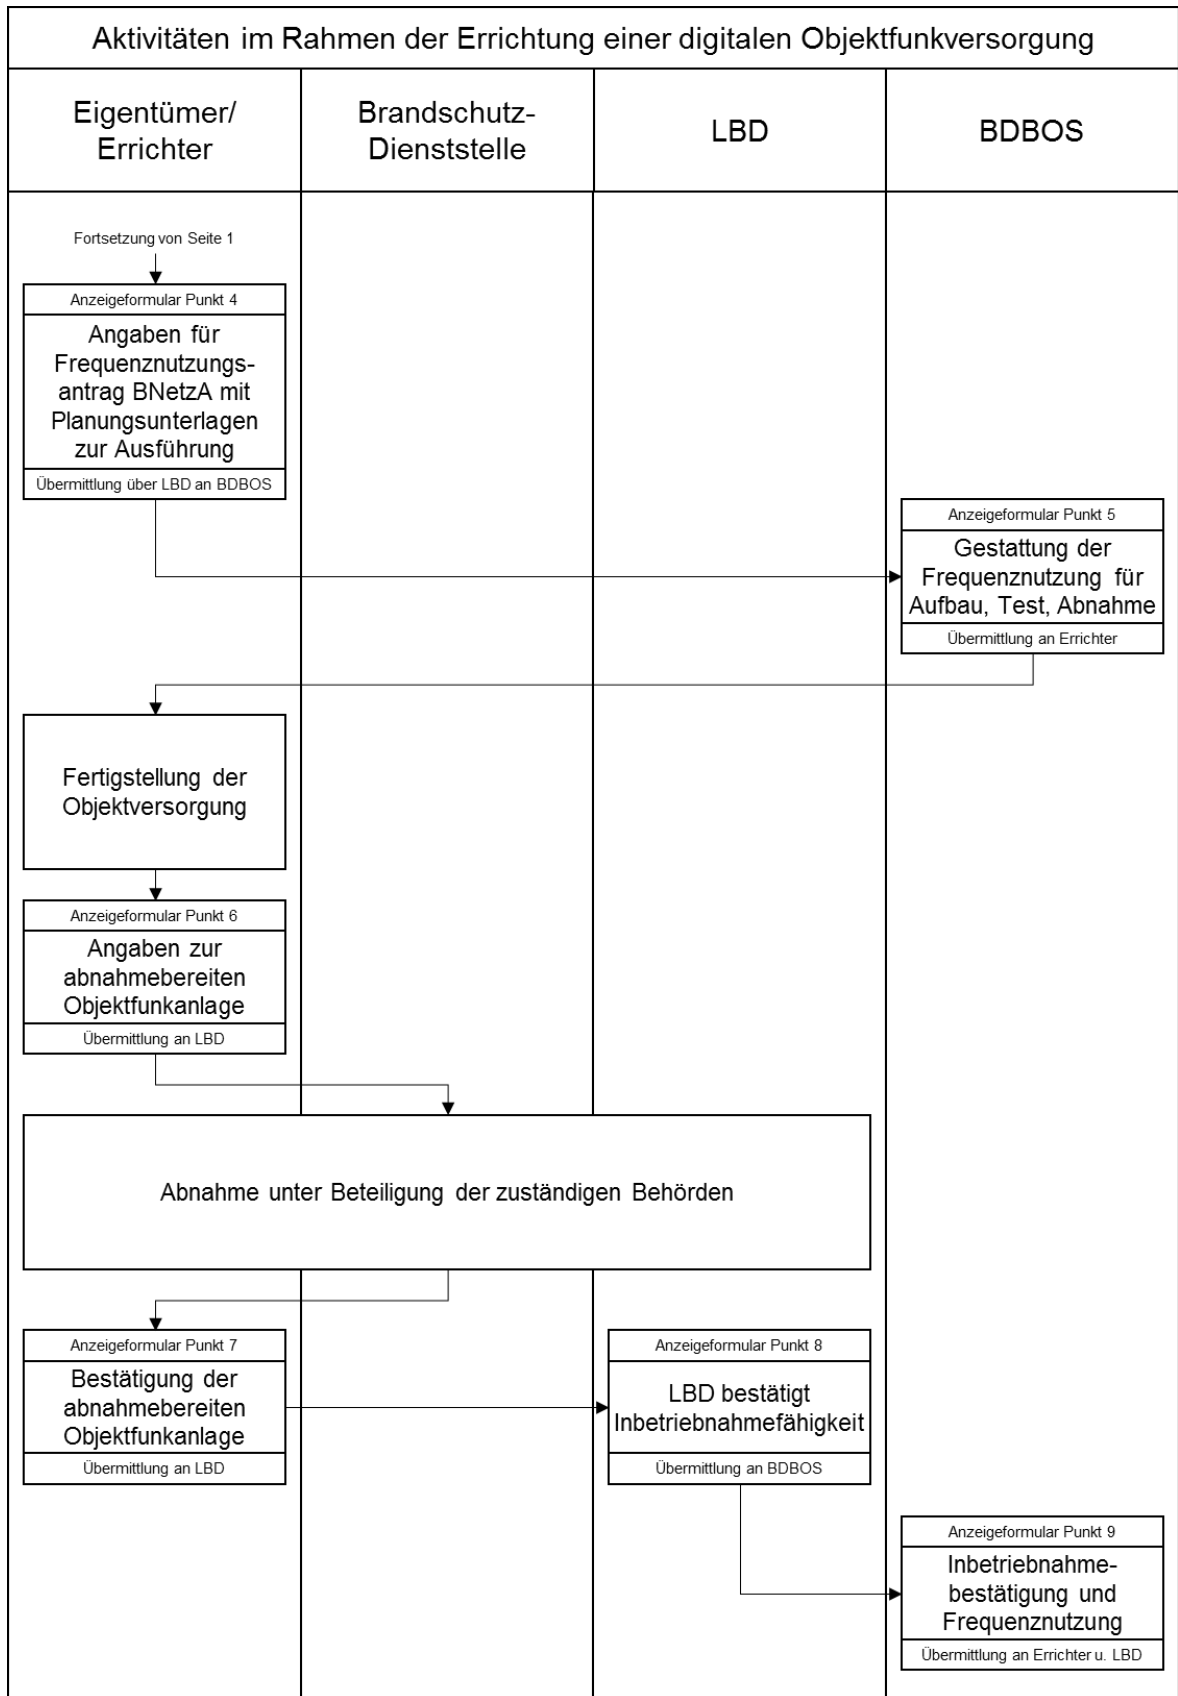 Aktivitäten im Rahmen der Errichtung einer digitalen Objektfunkversorgung
Eigentümer/
Errichter
Brandschutz-
Dienststelle
LBD
BDBOS
Fortsetzung von Seite 1
Anzeigeformular Punkt 4
Angaben für
Frequenznutzungs-
antrag BNetzA mit
Planungsunterlagen
zur Ausführung
Übermittlung über LBD an BDBOS
Anzeigeformular Punkt 5
Gestattung der
Frequenznutzung für
Aufbau, Test, Abnahme
Übermittlung an Errichter
Fertigstellung der
Objektversorgung
Anzeigeformular Punkt 6
Angaben zur
abnahmebereiten
Objektfunkanlage
Übermittlung an LBD
Abnahme unter Beteiligung der zuständigen Behörden
Anzeigeformular Punkt 7
Bestätigung der
abnahmebereiten
Objektfunkanlage
Übermittlung an LBD
Anzeigeformular Punkt 8
LBD bestätigt
Inbetriebnahmefähigkeit
Übermittlung an BDBOS
Anzeigeformular Punkt 9
Inbetriebnahme-
bestätigung und
Frequenznutzung
Übermittlung an Errichter u. LBD